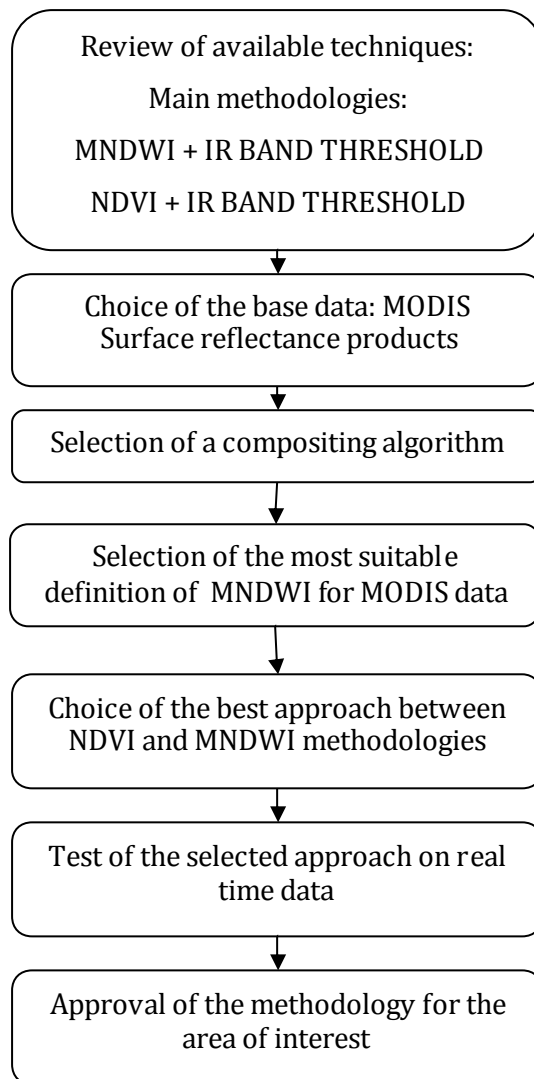 Review of available techniques:
Main methodologies:
MNDWI + IR BAND THRESHOLD
NDVI + IR BAND THRESHOLD
Choice of the base data: MODIS
Surface reflectance products
Selection of a compositing algorithm
Selection of the most suitable
definition of MNDWI for MODIS data
Choice of the best approach between
NDVI and MNDWI methodologies
Test of the selected approach on real
time data
Approval of the methodology for the
area of interest